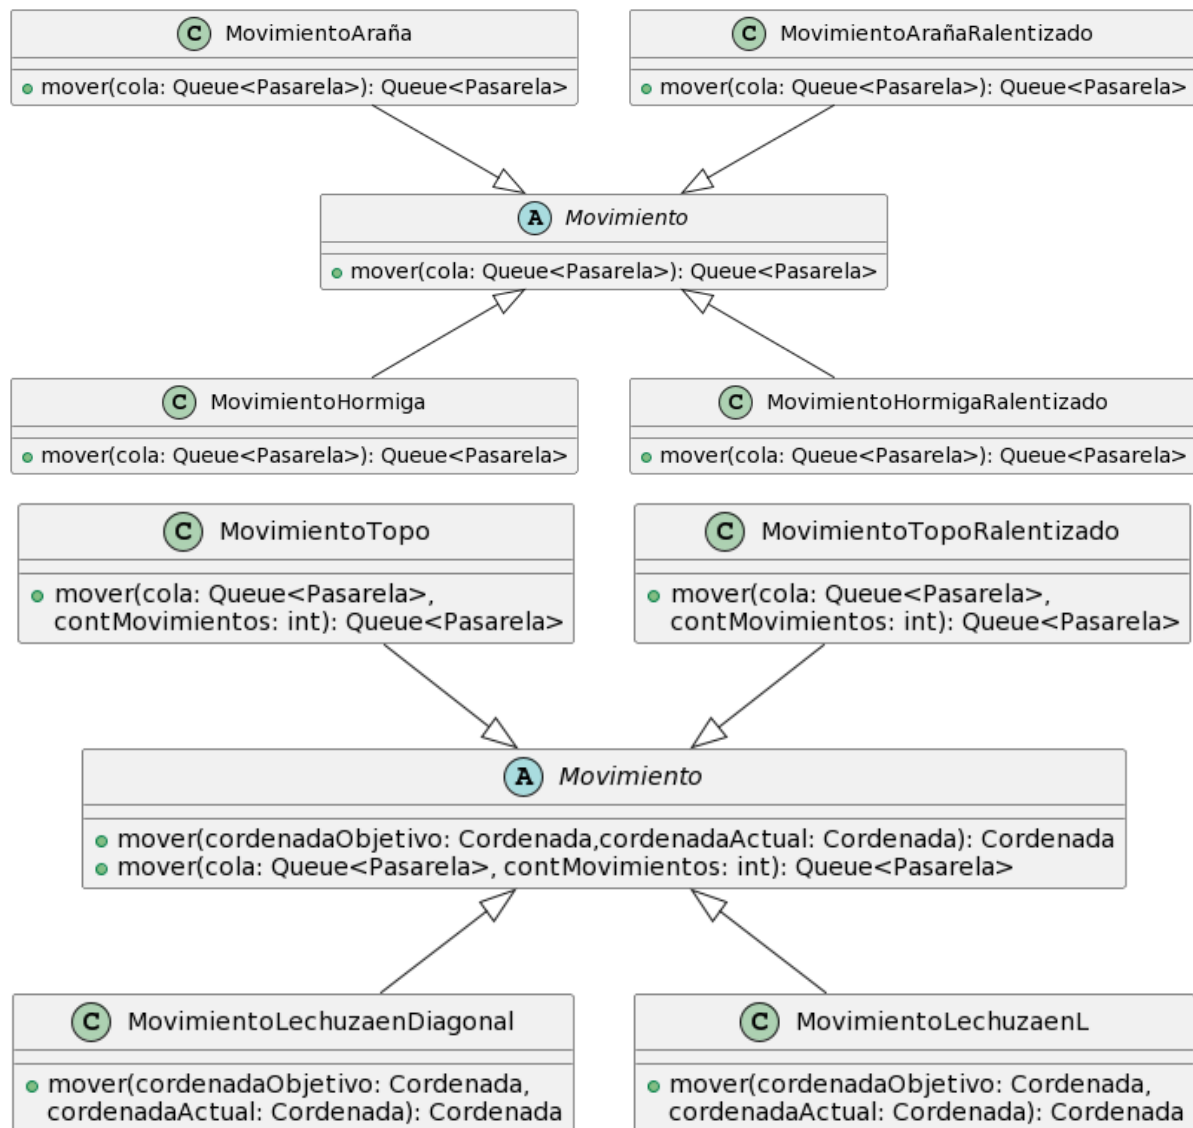 C MovimientoAraña
mover(cola: Queue<Pasarela>): Queue<Pasarela>
C MovimientoArañaRalentizado
mover(cola: Queue<Pasarela>): Queue<Pasarela>
A Movimiento
mover(cola: Queue<Pasarela>): Queue<Pasarela>
C MovimientoHormiga
mover(cola: Queue<Pasarela>): Queue<Pasarela>
C MovimientoHormigaRalentizado
mover(cola: Queue<Pasarela>): Queue<Pasarela>
C MovimientoTopo
mover(cola: Queue<Pasarela>,
contMovimientos: int): Queue<Pasarela>
C MovimientoTopoRalentizado
mover(cola: Queue<Pasarela>,
contMovimientos: int): Queue<Pasarela>
A Movimiento
mover(cordenadaObjetivo: Cordenada,cordenadaActual: Cordenada): Cordenada
mover(cola: Queue<Pasarela>, contMovimientos: int): Queue<Pasarela>
C MovimientoLechuzaenDiagonal
mover(cordenadaObjetivo: Cordenada,
cordenadaActual: Cordenada): Cordenada
C MovimientoLechuzaenL
mover(cordenadaObjetivo: Cordenada,
cordenadaActual: Cordenada): Cordenada